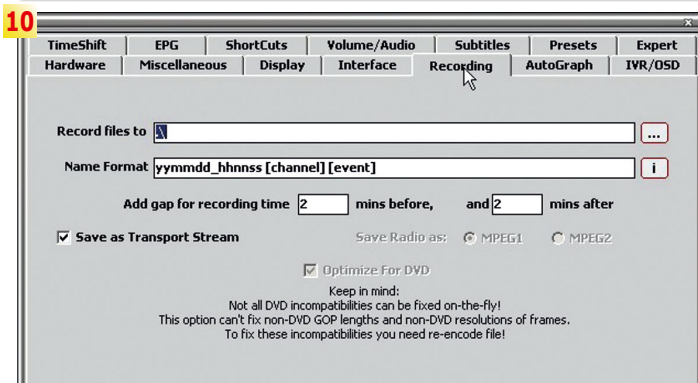 10
x
TimeShift EPG ShortCuts Volume/Audio Subtitles Presets Expert
Hardware Miscellaneous Display Interface Recording AutoGraph IVR/OSD
Record files to .\ ...
Name Format yymmdd_hhnnss [channel] [event] i
Add gap for recording time 2 mins before, and 2 mins after
Save as Transport Stream Save Radio as: MPEG1 MPEG2
Optimize For DVD
Keep in mind:
Not all DVD incompatibilities can be fixed on-the-fly!
This option can't fix non-DVD GOP lengths and non-DVD resolutions of frames.
To fix these incompatibilities you need re-encode file!